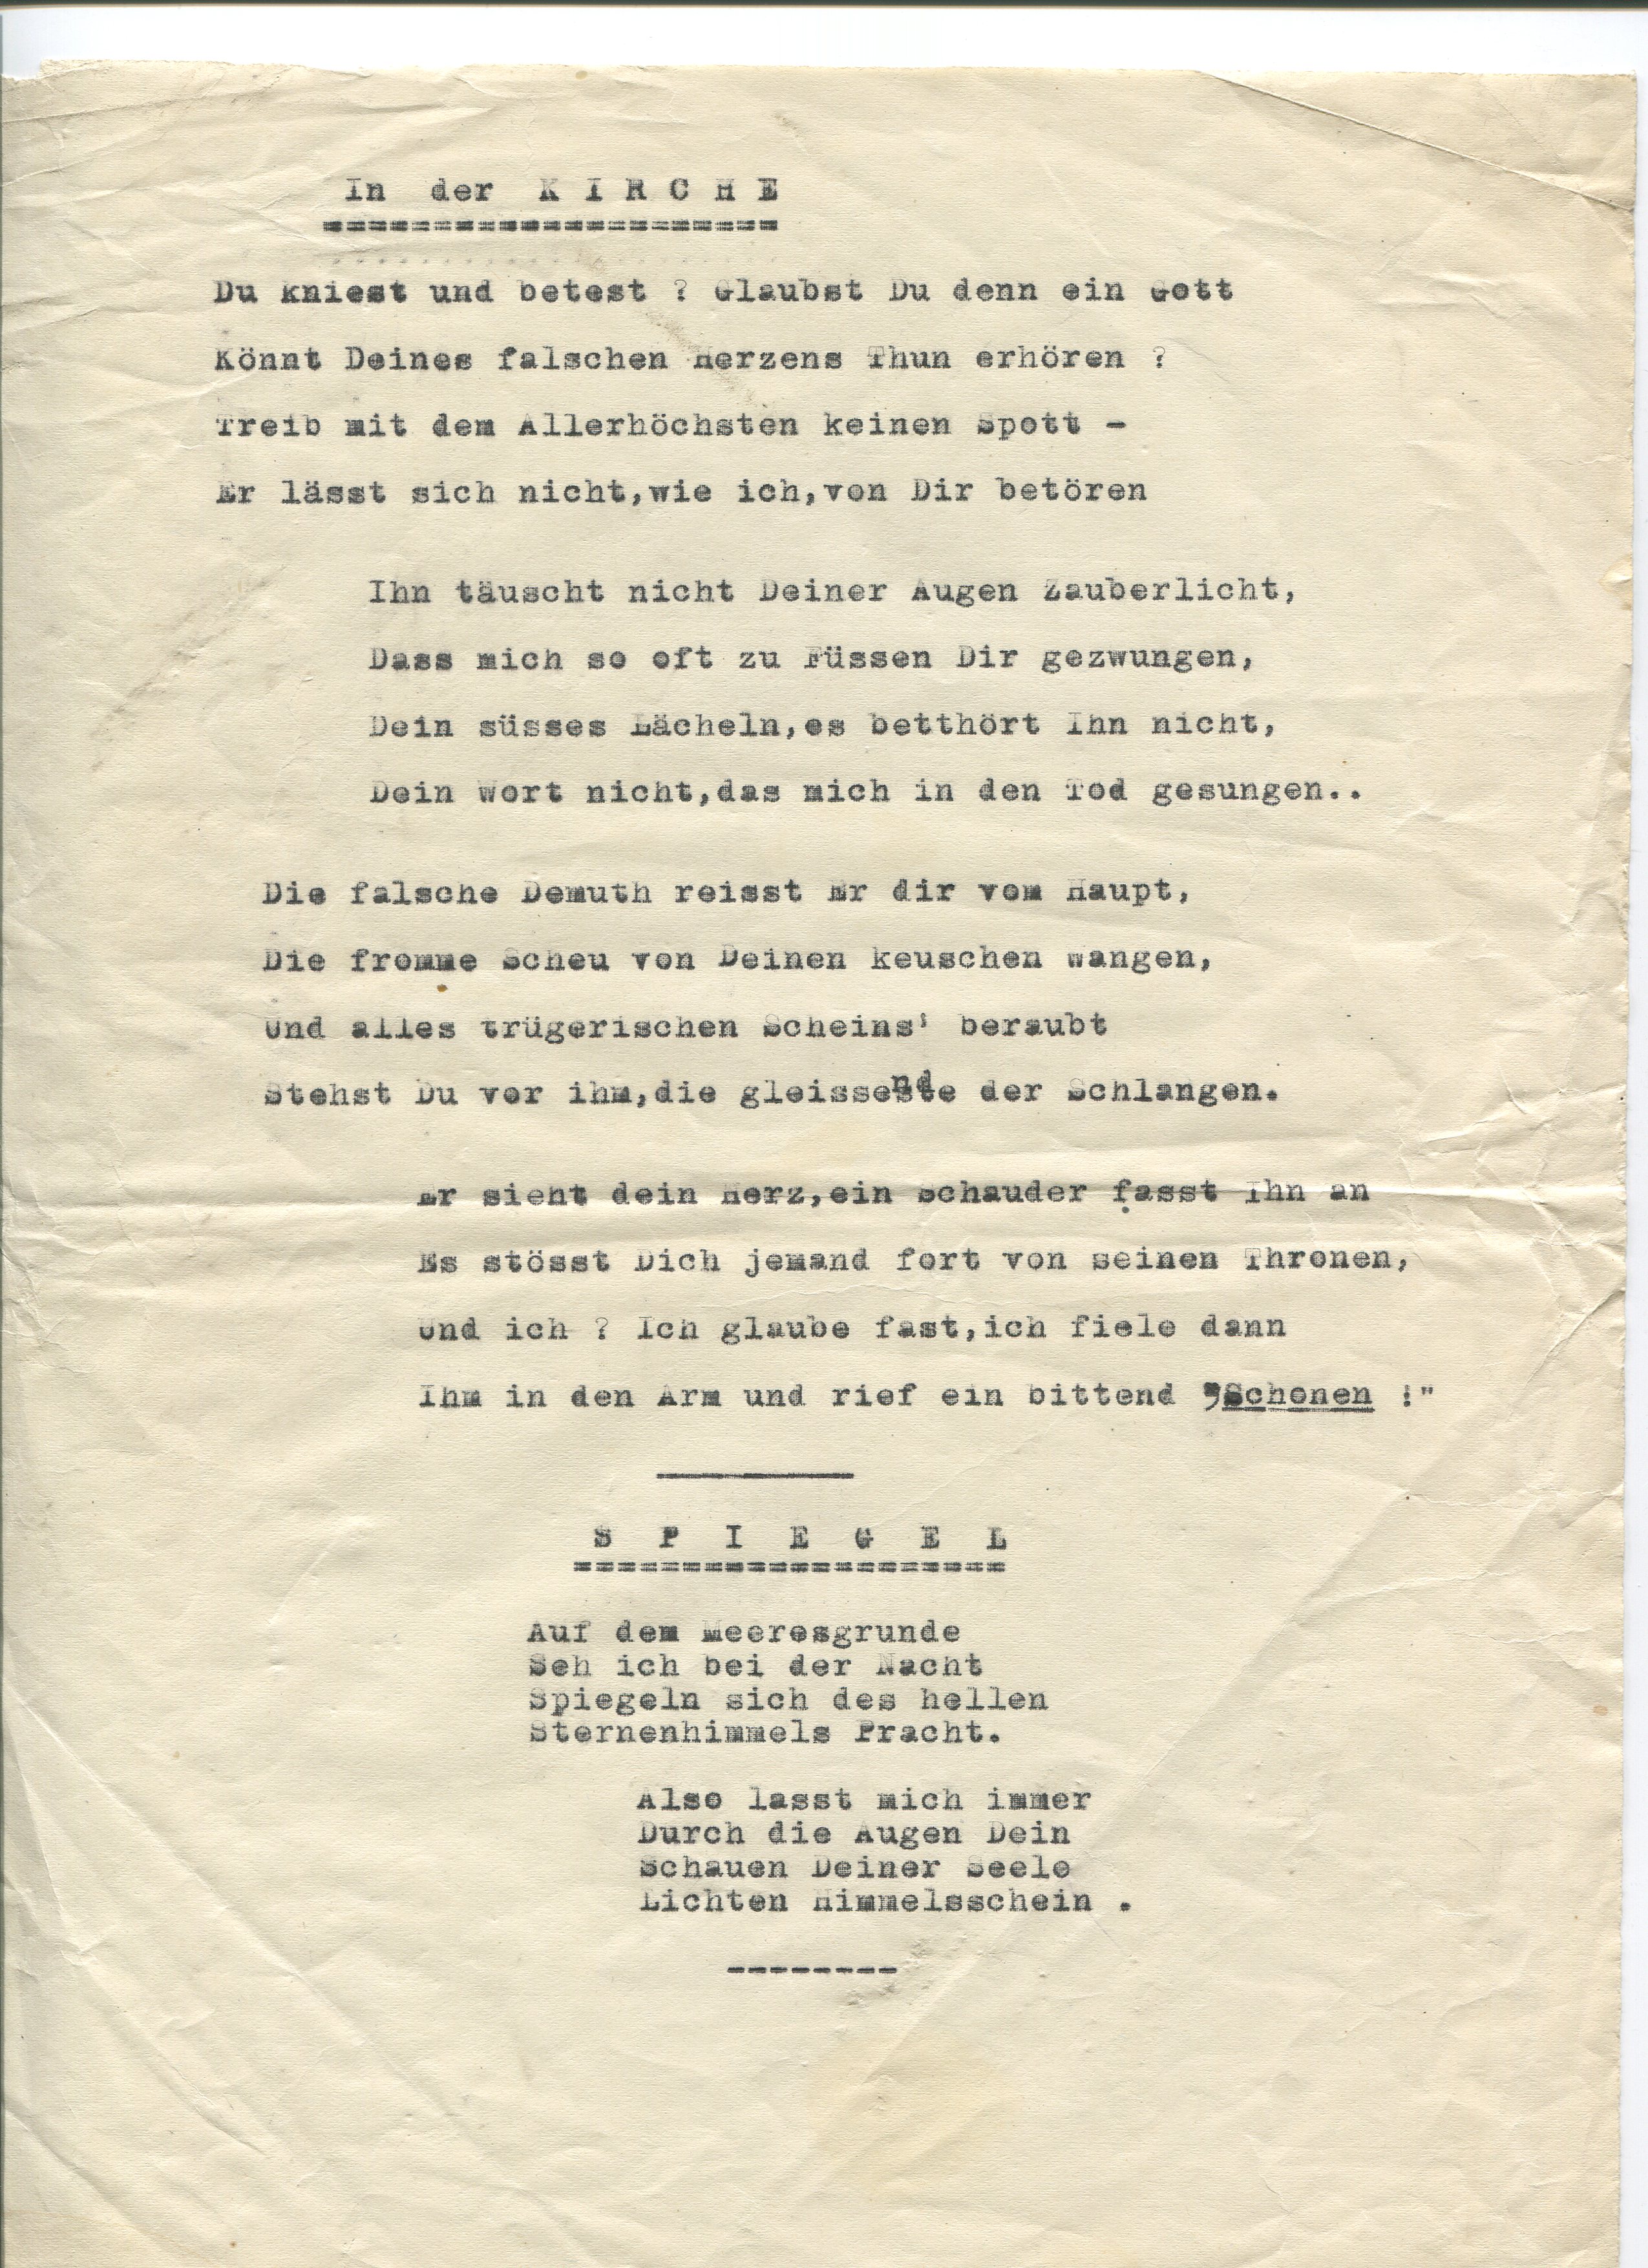 In der K I R C H E
=====================
Du kniest und betest ? Glaubst Du denn ein Gott
Könnt Deines falschen Herzens Thun erhören ?
Treib mit dem Allerhöchsten keinen Spott -
Er lässt sich nicht,wie ich,von Dir betören
Ihn täuscht nicht Deiner Augen Zauberlicht,
Dass mich so oft zu Füssen Dir gezwungen,
Dein süsses Lächeln,es betthört Ihn nicht,
Dein Wort nicht,das mich in den Tod gesungen..
Die falsche Demuth reisst Er dir vom Haupt,
Die fromme Scheu von Deinen keuschen Wangen,
Und alles trügerischen Scheins' beraubt
Stehst Du vor ihm,die gleissendste der Schlangen.
Er sieht dein Herz,ein Schauder fasst Ihn an
Es stösst Dich jemand fort von seinen Thronen,
Und ich ? Ich glaube fast,ich fiele dann
Ihm in den Arm und rief ein bittend "Schonen !"
S P I E G E L
====================
Auf dem Meeresgrunde
Seh ich bei der Nacht
Spiegeln sich des hellen
Sternenhimmels Pracht.
Also lasst mich immer
Durch die Augen Dein
Schauen Deiner Seele
Lichten Himmelsschein .
--------